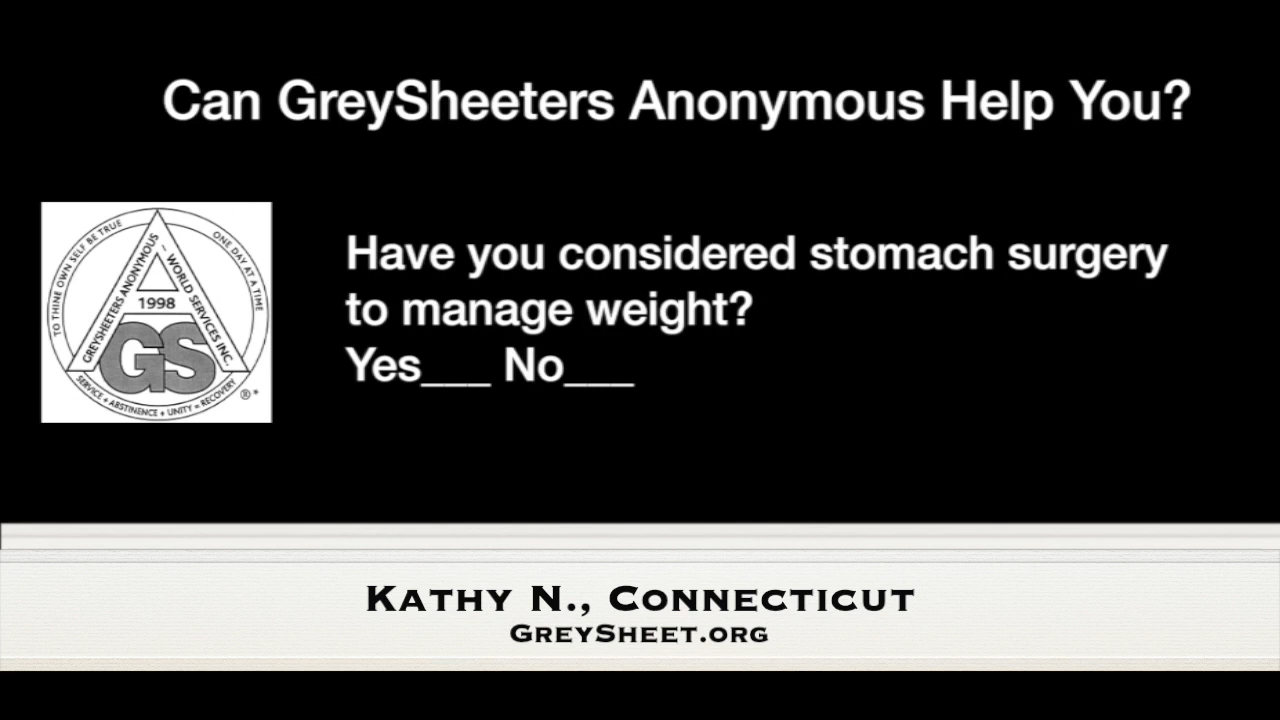 Can GreySheeters Anonymous Help You?
TO THINE OWN SELF BE TRUE
ONE DAY AT A TIME
GREYSHEETERS ANONYMOUS ~ WORLD SERVICES INC.
1998
GS
SERVICE + ABSTINENCE + UNITY = RECOVERY
®*
Have you considered stomach surgery
to manage weight?
Yes___ No___
KATHY N., CONNECTICUT
GREYSHEET.ORG